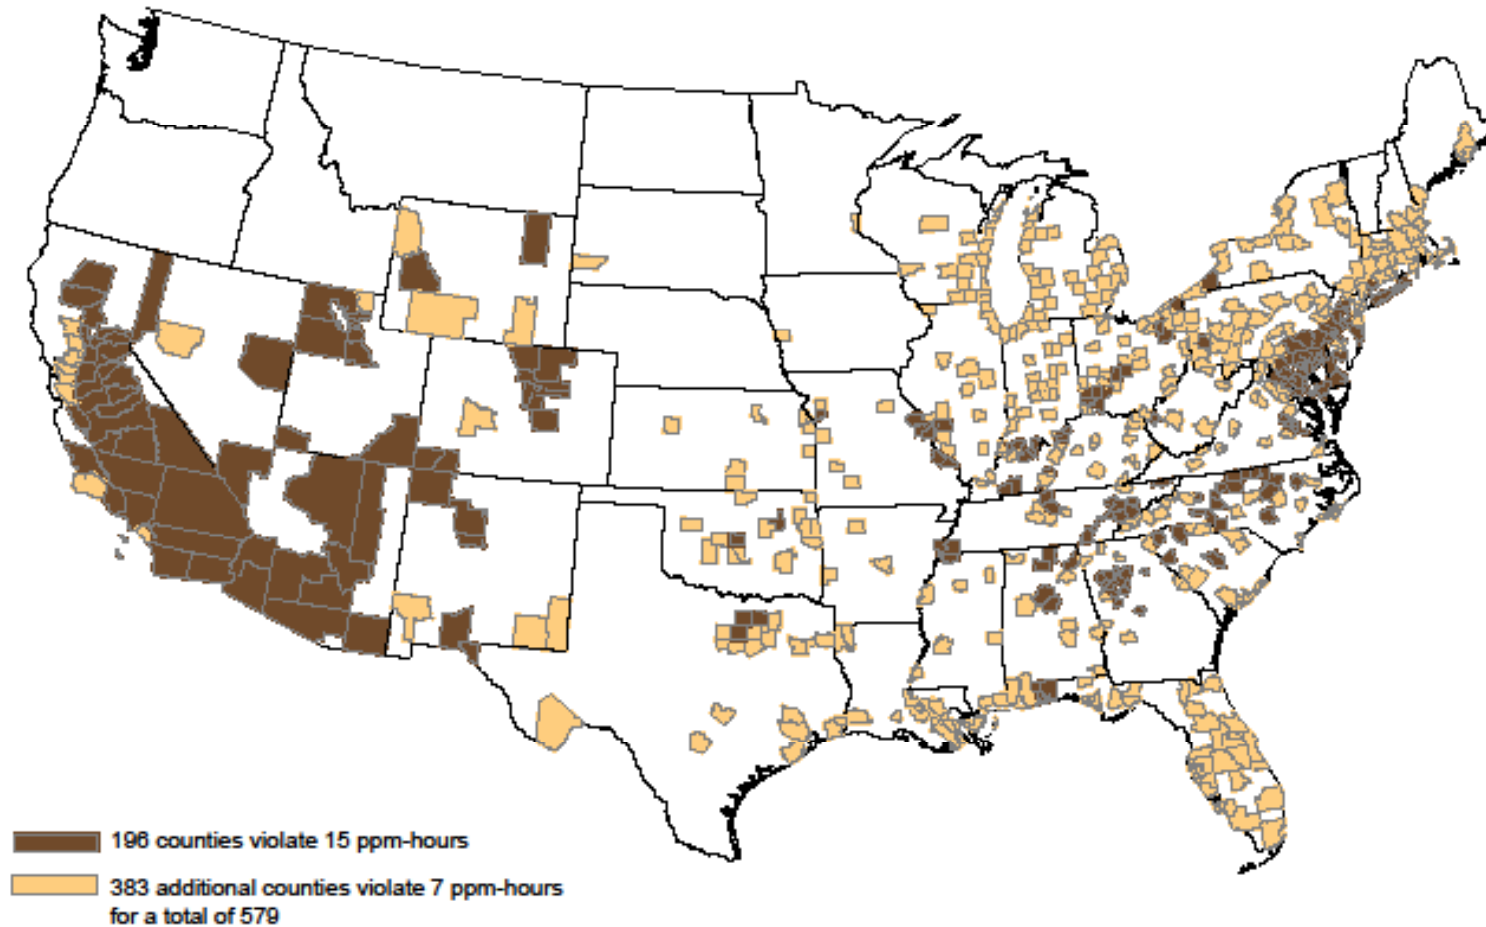 196 counties violate 15 ppm-hours
383 additional counties violate 7 ppm-hours
for a total of 579